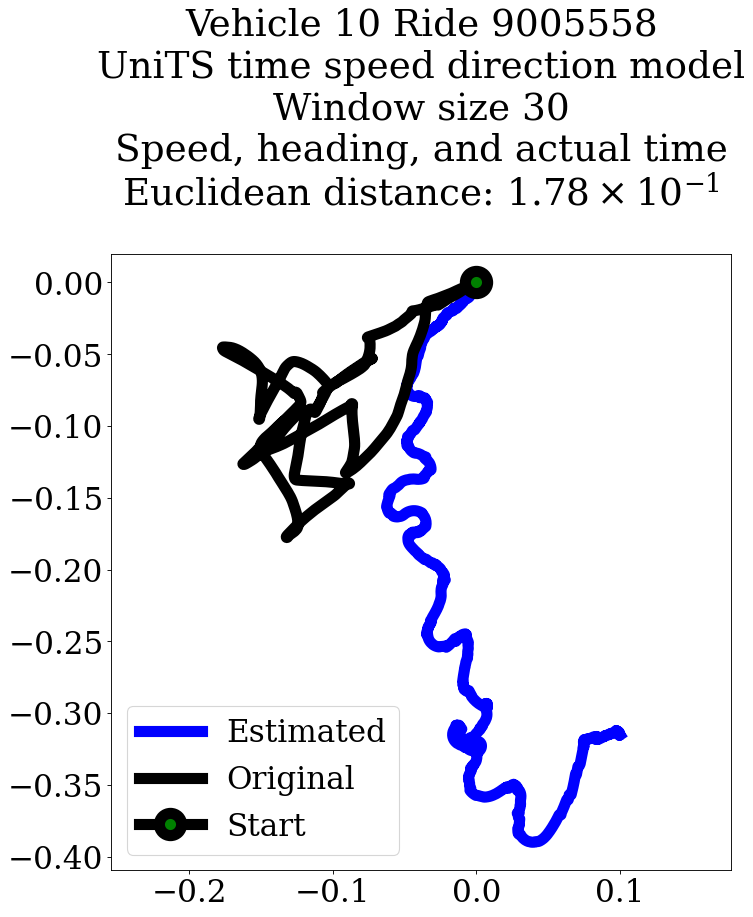 Vehicle 10 Ride 9005558
UniTS time speed direction model
Window size 30
Speed, heading, and actual time
Euclidean distance: 1.78 × 10⁻¹
0.00
−0.05
−0.10
−0.15
−0.20
−0.25
−0.30
−0.35
−0.40
Estimated
Original
Start
−0.2
−0.1
0.0
0.1